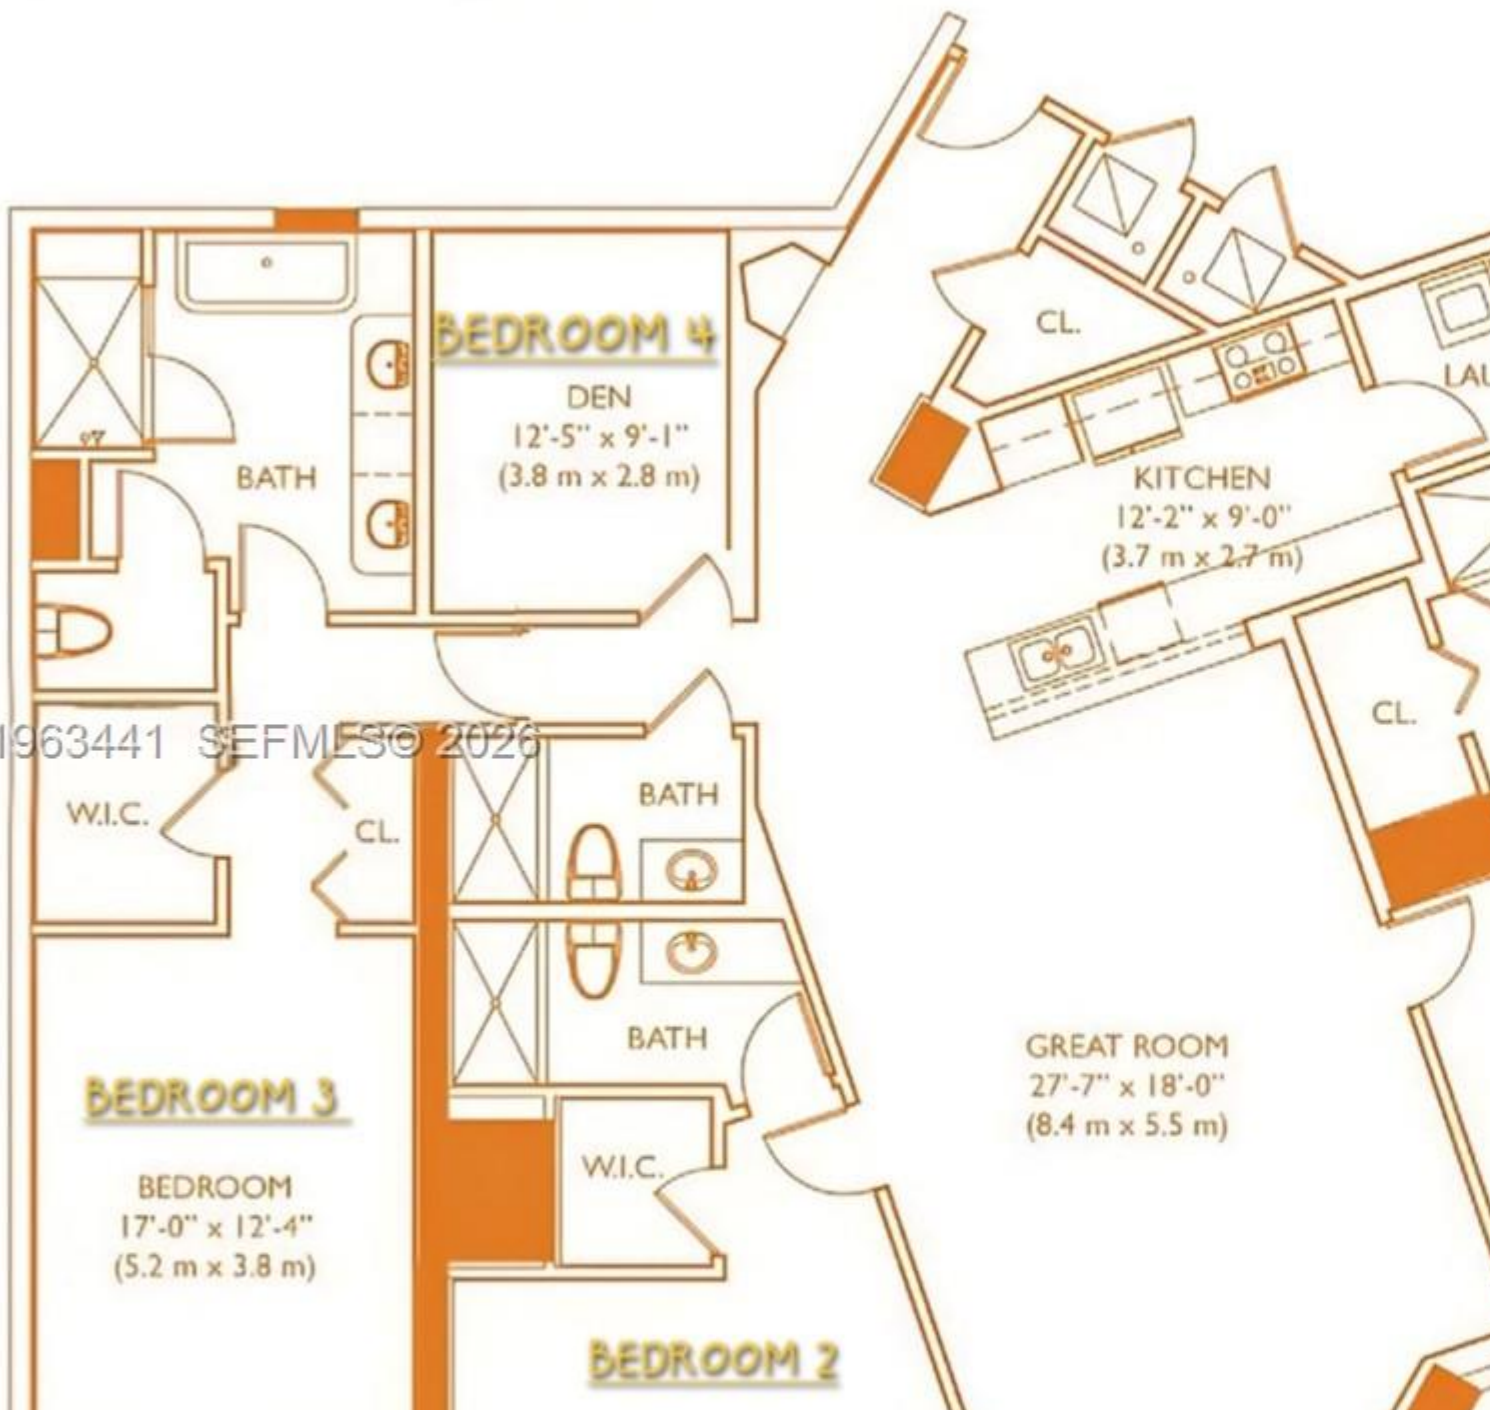 BEDROOM 4
DEN
12'-5" x 9'-1"
(3.8 m x 2.8 m)
BATH
CL.
LAU
KITCHEN
12'-2" x 9'-0"
(3.7 m x 2.7 m)
1963441 SEFMLS© 2026
W.I.C.
CL.
BATH
CL.
BATH
GREAT ROOM
27'-7" x 18'-0"
(8.4 m x 5.5 m)
BEDROOM 3
BEDROOM
17'-0" x 12'-4"
(5.2 m x 3.8 m)
W.I.C.
BEDROOM 2